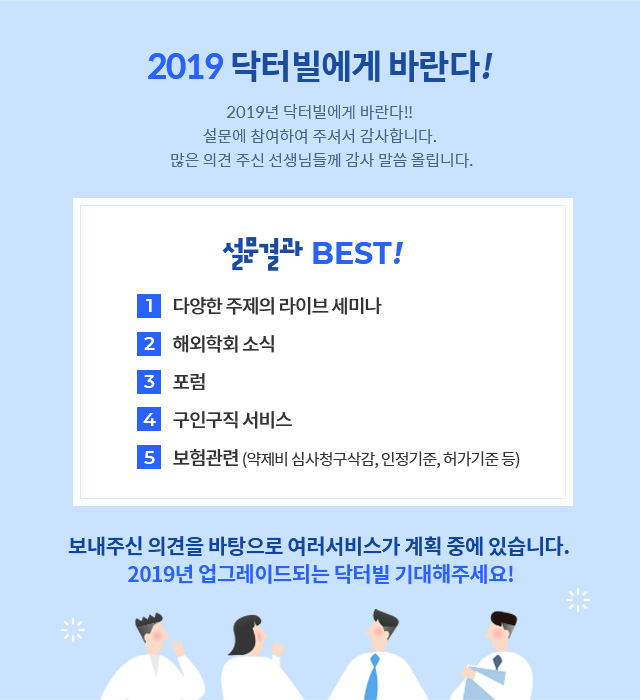 2019 닥터빌에게 바란다!
2019년 닥터빌에게 바란다!!
설문에 참여하여 주셔서 감사합니다.
많은 의견 주신 선생님들께 감사 말씀 올립니다.
설문결과 BEST!
1 다양한 주제의 라이브 세미나
2 해외학회 소식
3 포럼
4 구인구직 서비스
5 보험관련 (약제비 심사청구삭감, 인정기준, 허가기준 등)
보내주신 의견을 바탕으로 여러서비스가 계획 중에 있습니다.
2019년 업그레이드되는 닥터빌 기대해주세요!